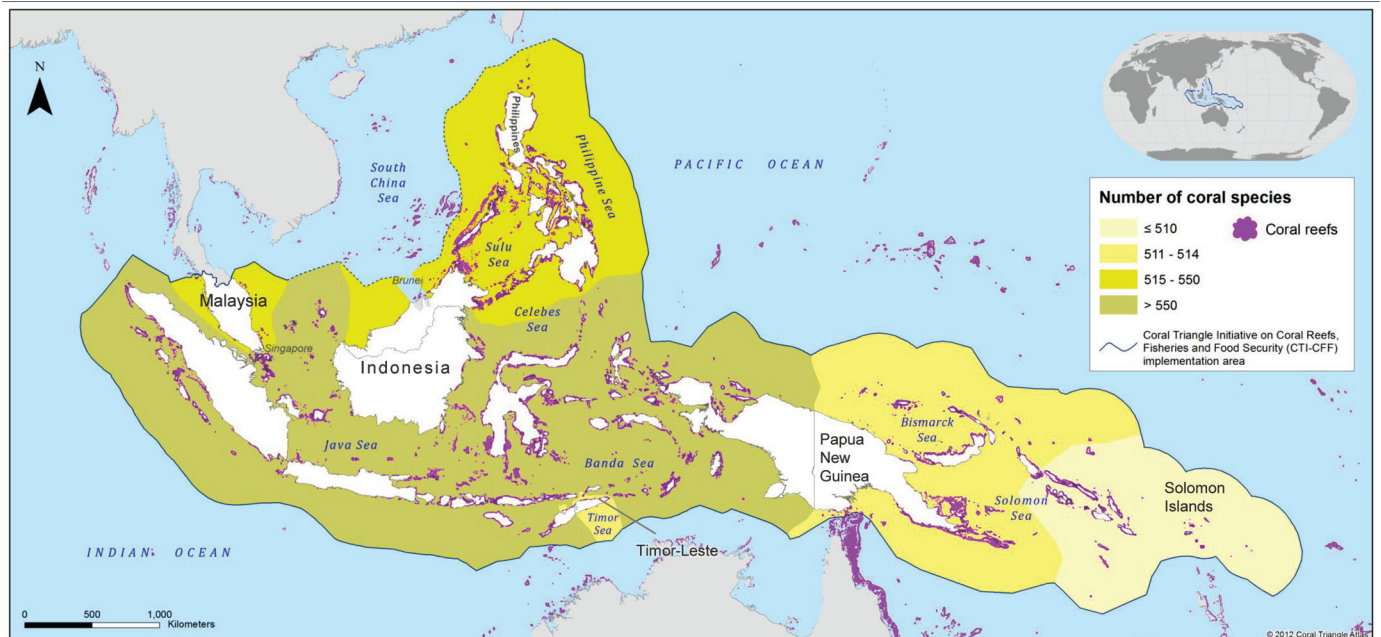 N
Philippines
Philippine Sea
PACIFIC OCEAN
South
China
Sea
Sulu
Sea
Brunei
Malaysia
Celebes
Sea
Singapore
Indonesia
Java Sea
Banda Sea
Timor
Sea
Timor-Leste
INDIAN OCEAN
Papua
New
Guinea
Bismarck
Sea
Solomon
Sea
Solomon
Islands
Number of coral species
≤ 510
Coral reefs
511 - 514
515 - 550
> 550
Coral Triangle Initiative on Coral Reefs,
Fisheries and Food Security (CTI-CFF)
implementation area
0 500 1,000
Kilometers
© 2012 Coral Triangle Atlas